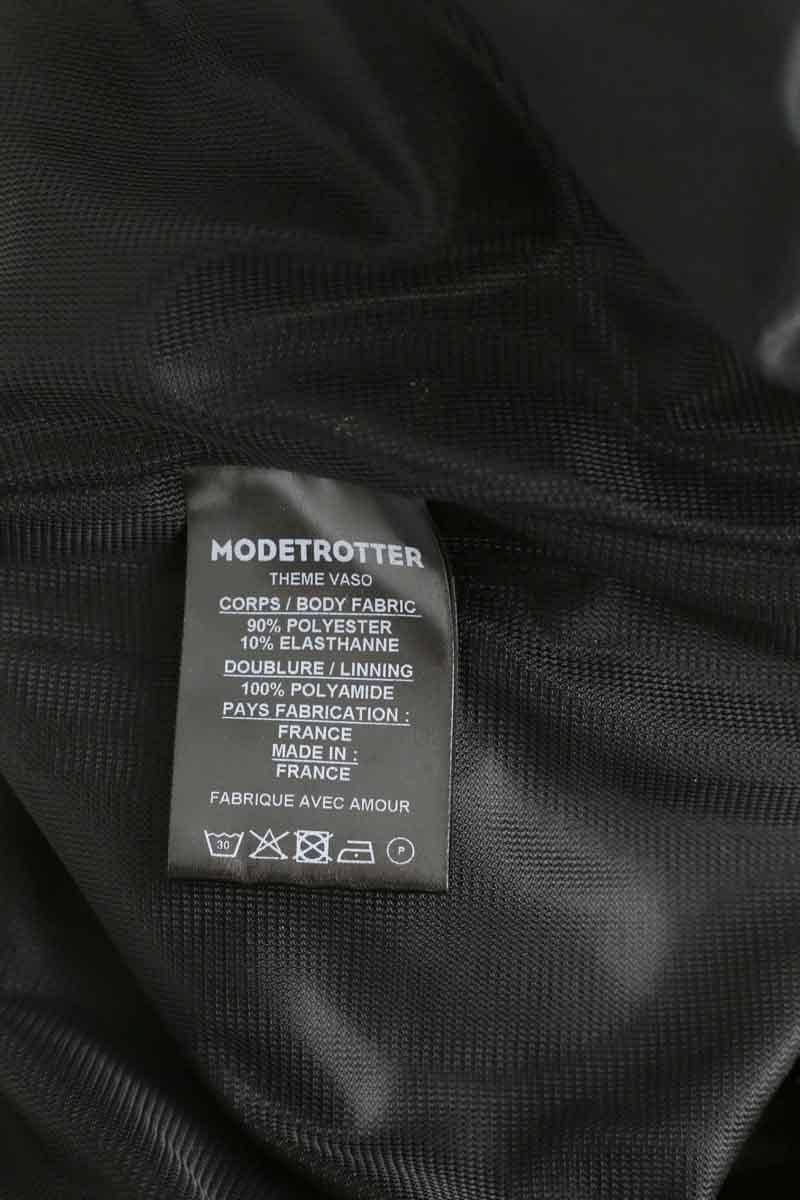 MODETROTTER
THEME VASO
CORPS / BODY FABRIC
90% POLYESTER
10% ELASTHANNE
DOUBLURE / LINNING
100% POLYAMIDE
PAYS FABRICATION :
FRANCE
MADE IN :
FRANCE
FABRIQUE AVEC AMOUR
30 P